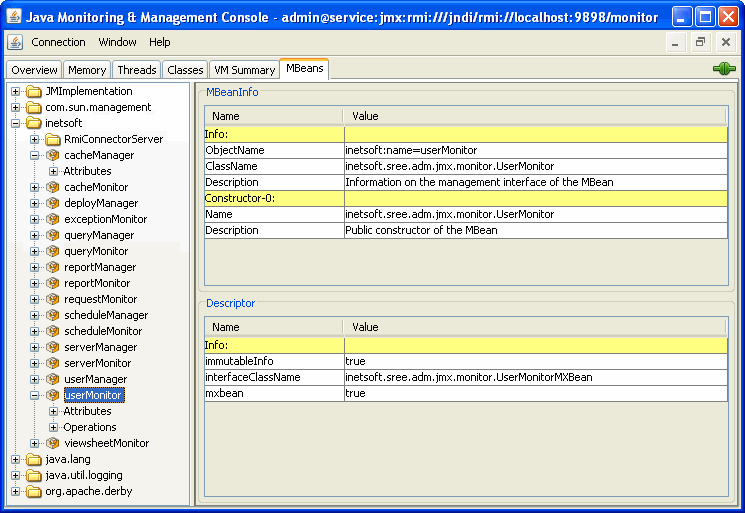 Java Monitoring & Management Console - admin@service:jmx:rmi:///jndi/rmi://localhost:9898/monitor
Connection Window Help
Overview Memory Threads Classes VM Summary MBeans
JMImplementation
com.sun.management
inetsoft
RmiConnectorServer
cacheManager
Attributes
cacheMonitor
deployManager
exceptionMonitor
queryManager
queryMonitor
reportManager
reportMonitor
requestMonitor
scheduleManager
scheduleMonitor
serverManager
serverMonitor
userManager
userMonitor
Attributes
Operations
viewsheetMonitor
java.lang
java.util.logging
org.apache.derby
MBeanInfo
Name Value
Info:
ObjectName inetsoft:name=userMonitor
ClassName inetsoft.sree.adm.jmx.monitor.UserMonitor
Description Information on the management interface of the MBean
Constructor-0:
Name inetsoft.sree.adm.jmx.monitor.UserMonitor
Description Public constructor of the MBean
Descriptor
Name Value
Info:
immutableInfo true
interfaceClassName inetsoft.sree.adm.jmx.monitor.UserMonitorMXBean
mxbean true